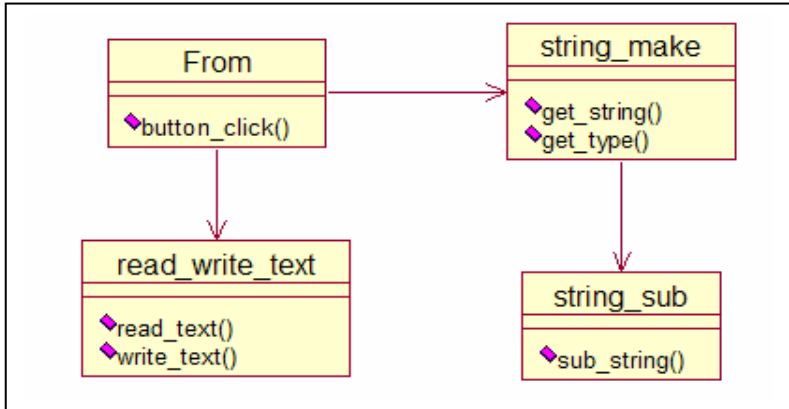 From
button_click()
string_make
get_string()
get_type()
read_write_text
read_text()
write_text()
string_sub
sub_string()